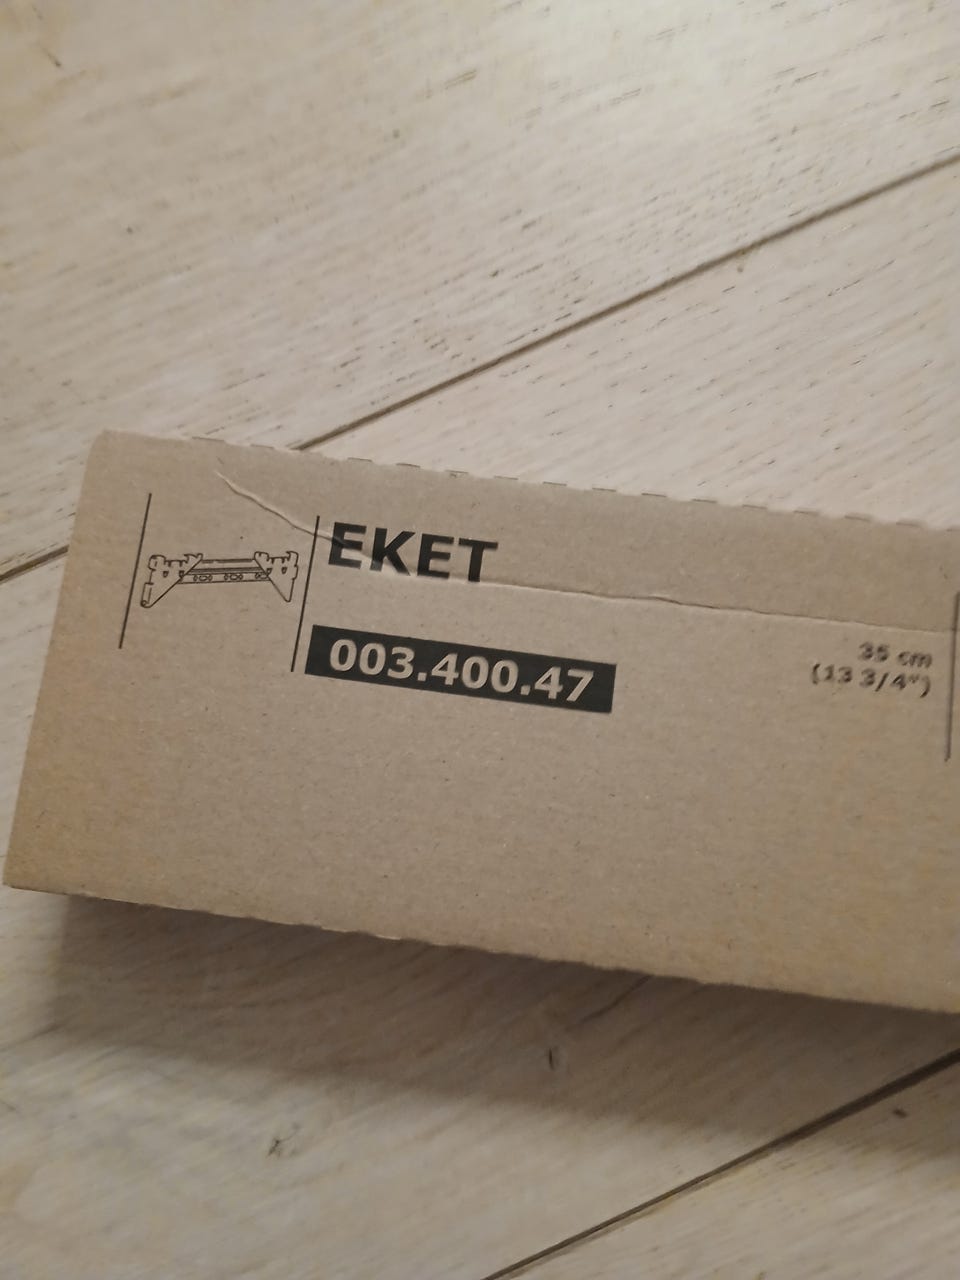 EKET
003.400.47
35 cm
(13 3/4")